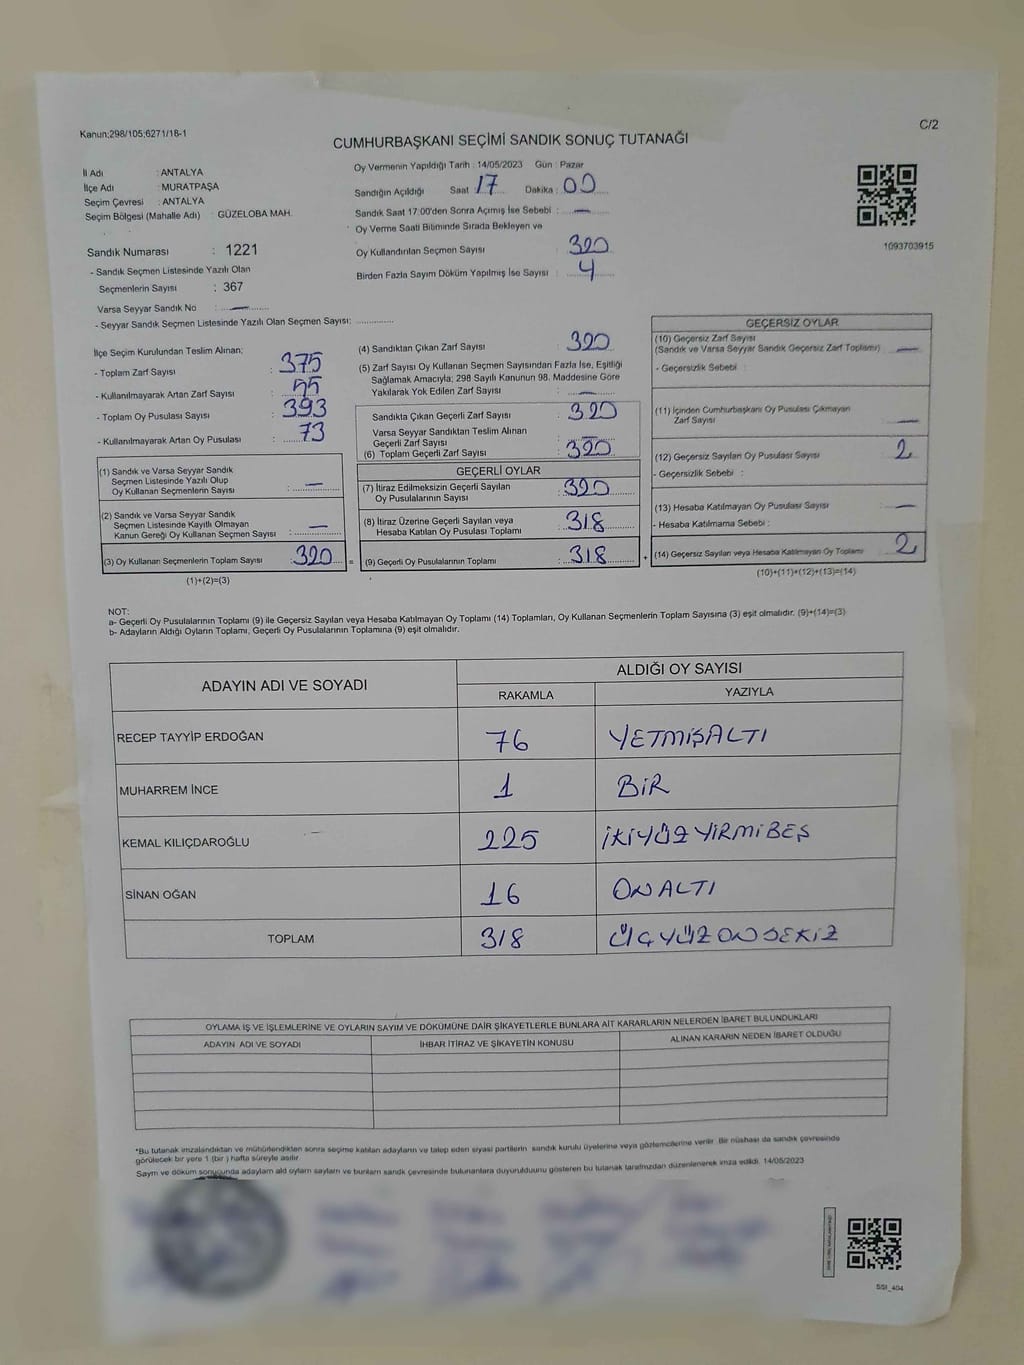 Kanun:298/105;6271/18-1
C/2
CUMHURBAŞKANI SEÇİMİ SANDIK SONUÇ TUTANAĞI
İl Adı : ANTALYA
İlçe Adı : MURATPAŞA
Seçim Çevresi : ANTALYA
Seçim Bölgesi (Mahalle Adı) : GÜZELOBA MAH.
Oy Vermenin Yapıldığı Tarih : 14/05/2023 Gün : Pazar
Sandığın Açıldığı Saat : 17 Dakika : 00
Sandık Saat 17:00'den Sonra Açımış İse Sebebi : —
Oy Verme Saati Bitiminde Sırada Bekleyen ve
Oy Kullandırılan Seçmen Sayısı 320
Birden Fazla Sayım Döküm Yapılmış İse Sayısı : 4
1093703915
Sandık Numarası : 1221
- Sandık Seçmen Listesinde Yazılı Olan
Seçmenlerin Sayısı : 367
Varsa Seyyar Sandık No : —
- Seyyar Sandık Seçmen Listesinde Yazılı Olan Seçmen Sayısı:
İlçe Seçim Kurulundan Teslim Alınan;
- Toplam Zarf Sayısı : 375
- Kullanılmayarak Artan Zarf Sayısı : 55
- Toplam Oy Pusulası Sayısı : 393
- Kullanılmayarak Artan Oy Pusulası : 73
(1) Sandık ve Varsa Seyyar Sandık
Seçmen Listesinde Yazılı Olup
Oy Kullanan Seçmenlerin Sayısı : —
(2) Sandık ve Varsa Seyyar Sandık
Seçmen Listesinde Kayıtlı Olmayan
Kanun Gereği Oy Kullanan Seçmen Sayısı : —
(3) Oy Kullanan Seçmenlerin Toplam Sayısı : 320
(1)+(2)=(3)
(4) Sandıktan Çıkan Zarf Sayısı : 320
(5) Zarf Sayısı Oy Kullanan Seçmen Sayısından Fazla İse, Eşitliği
Sağlamak Amacıyla; 298 Sayılı Kanunun 98. Maddesine Göre
Yakılarak Yok Edilen Zarf Sayısı : —
Sandıkta Çıkan Geçerli Zarf Sayısı : 320
Varsa Seyyar Sandıktan Teslim Alınan
Geçerli Zarf Sayısı : —
(6) Toplam Geçerli Zarf Sayısı : 320
GEÇERLİ OYLAR
(7) İtiraz Edilmeksizin Geçerli Sayılan
Oy Pusulalarının Sayısı : 320
(8) İtiraz Üzerine Geçerli Sayılan veya
Hesaba Katılan Oy Pusulası Toplamı : 318
= (9) Geçerli Oy Pusulalarının Toplamı : 318 +
GEÇERSİZ OYLAR
(10) Geçersiz Zarf Sayısı
(Sandık ve Varsa Seyyar Sandık Geçersiz Zarf Toplamı) : —
- Geçersizlik Sebebi :
(11) İçinden Cumhurbaşkanı Oy Pusulası Çıkmayan
Zarf Sayısı —
(12) Geçersiz Sayılan Oy Pusulası Sayısı : 2
- Geçersizlik Sebebi :
(13) Hesaba Katılmayan Oy Pusulası Sayısı : —
- Hesaba Katılmama Sebebi :
(14) Geçersiz Sayılan veya Hesaba Katılmayan Oy Toplamı : 2
(10)+(11)+(12)+(13)=(14)
NOT:
a- Geçerli Oy Pusulalarının Toplamı (9) ile Geçersiz Sayılan veya Hesaba Katılmayan Oy Toplamı (14) Toplamları, Oy Kullanan Seçmenlerin Toplam Sayısına (3) eşit olmalıdır. (9)+(14)=(3)
b- Adayların Aldığı Oyların Toplamı, Geçerli Oy Pusulalarının Toplamına (9) eşit olmalıdır.
ADAYIN ADI VE SOYADI
ALDIĞI OY SAYISI
RAKAMLA YAZIYLA
RECEP TAYYİP ERDOĞAN 76 YETMİŞALTI
MUHARREM İNCE 1 BİR
KEMAL KILIÇDAROĞLU 225 İKİYÜZ YİRMİBEŞ
SİNAN OĞAN 16 ONALTI
TOPLAM 318 ÜÇYÜZONSEKİZ
OYLAMA İŞ VE İŞLEMLERİNE VE OYLARIN SAYIM VE DÖKÜMÜNE DAİR ŞİKAYETLERLE BUNLARA AİT KARARLARIN NELERDEN İBARET BULUNDUKLARI
ADAYIN ADI VE SOYADI İHBAR İTİRAZ VE ŞİKAYETİN KONUSU ALINAN KARARIN NEDEN İBARET OLDUĞU
*Bu tutanak imzalandıktan ve mühürlendikten sonra seçime katılan adayların ve talep eden siyasi partilerin sandık kurulu üyelerine veya gözlemcilerine verilir. Bir nüshası da sandık çevresinde
görülecek bir yere 1 (bir) hafta süreyle asılır.
Sayım ve döküm sonucunda adayların aldığı oyların sayısını ve bunların sandık çevresinde bulunanlara duyurulduğunu gösteren bu tutanak tarafımızdan düzenlenerek imza edildi. 14/05/2023
SSI_404